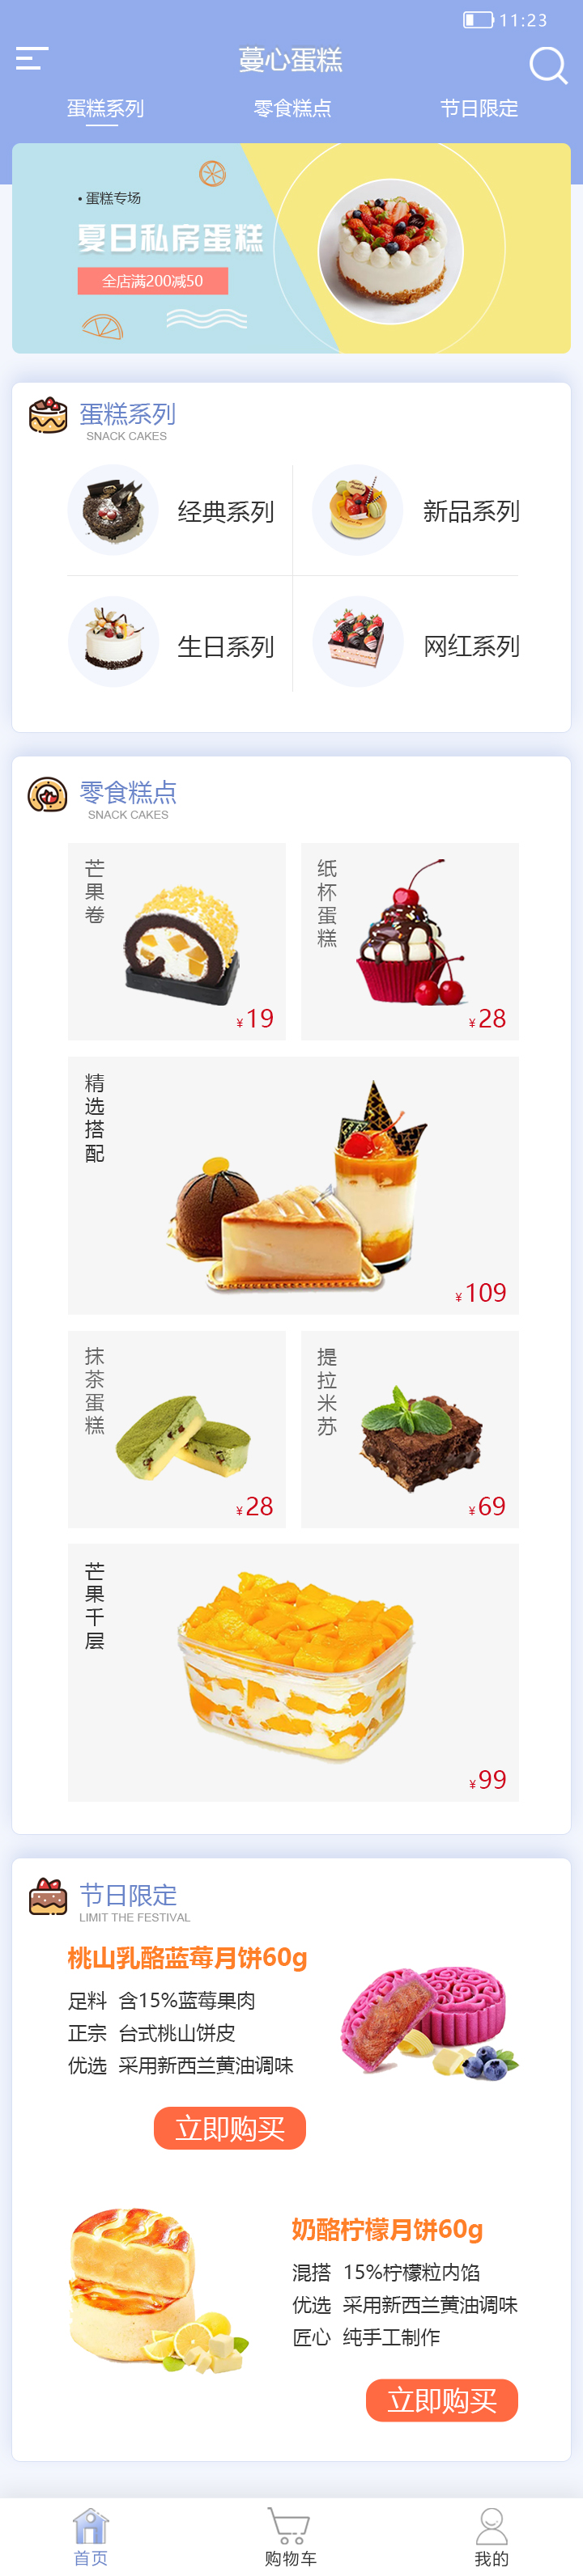 11:23
蔓心蛋糕
蛋糕系列 零食糕点 节日限定
• 蛋糕专场
夏日私房蛋糕
全店满200减50
蛋糕系列
SNACK CAKES
经典系列 新品系列
生日系列 网红系列
零食糕点
SNACK CAKES
芒果卷
¥19
纸杯蛋糕
¥28
精选搭配
¥109
抹茶蛋糕
¥28
提拉米苏
¥69
芒果千层
¥99
节日限定
LIMIT THE FESTIVAL
桃山乳酪蓝莓月饼60g
足料 含15%蓝莓果肉
正宗 台式桃山饼皮
优选 采用新西兰黄油调味
立即购买
奶酪柠檬月饼60g
混搭 15%柠檬粒内馅
优选 采用新西兰黄油调味
匠心 纯手工制作
立即购买
首页 购物车 我的